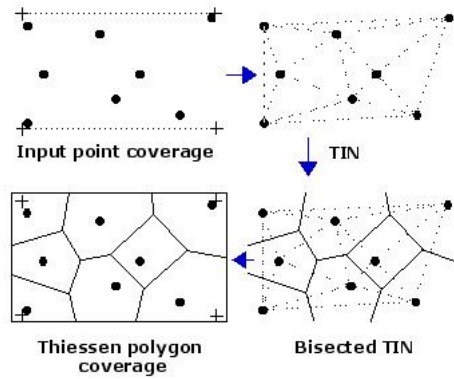 Input point coverage
TIN
Thiessen polygon
coverage
Bisected TIN